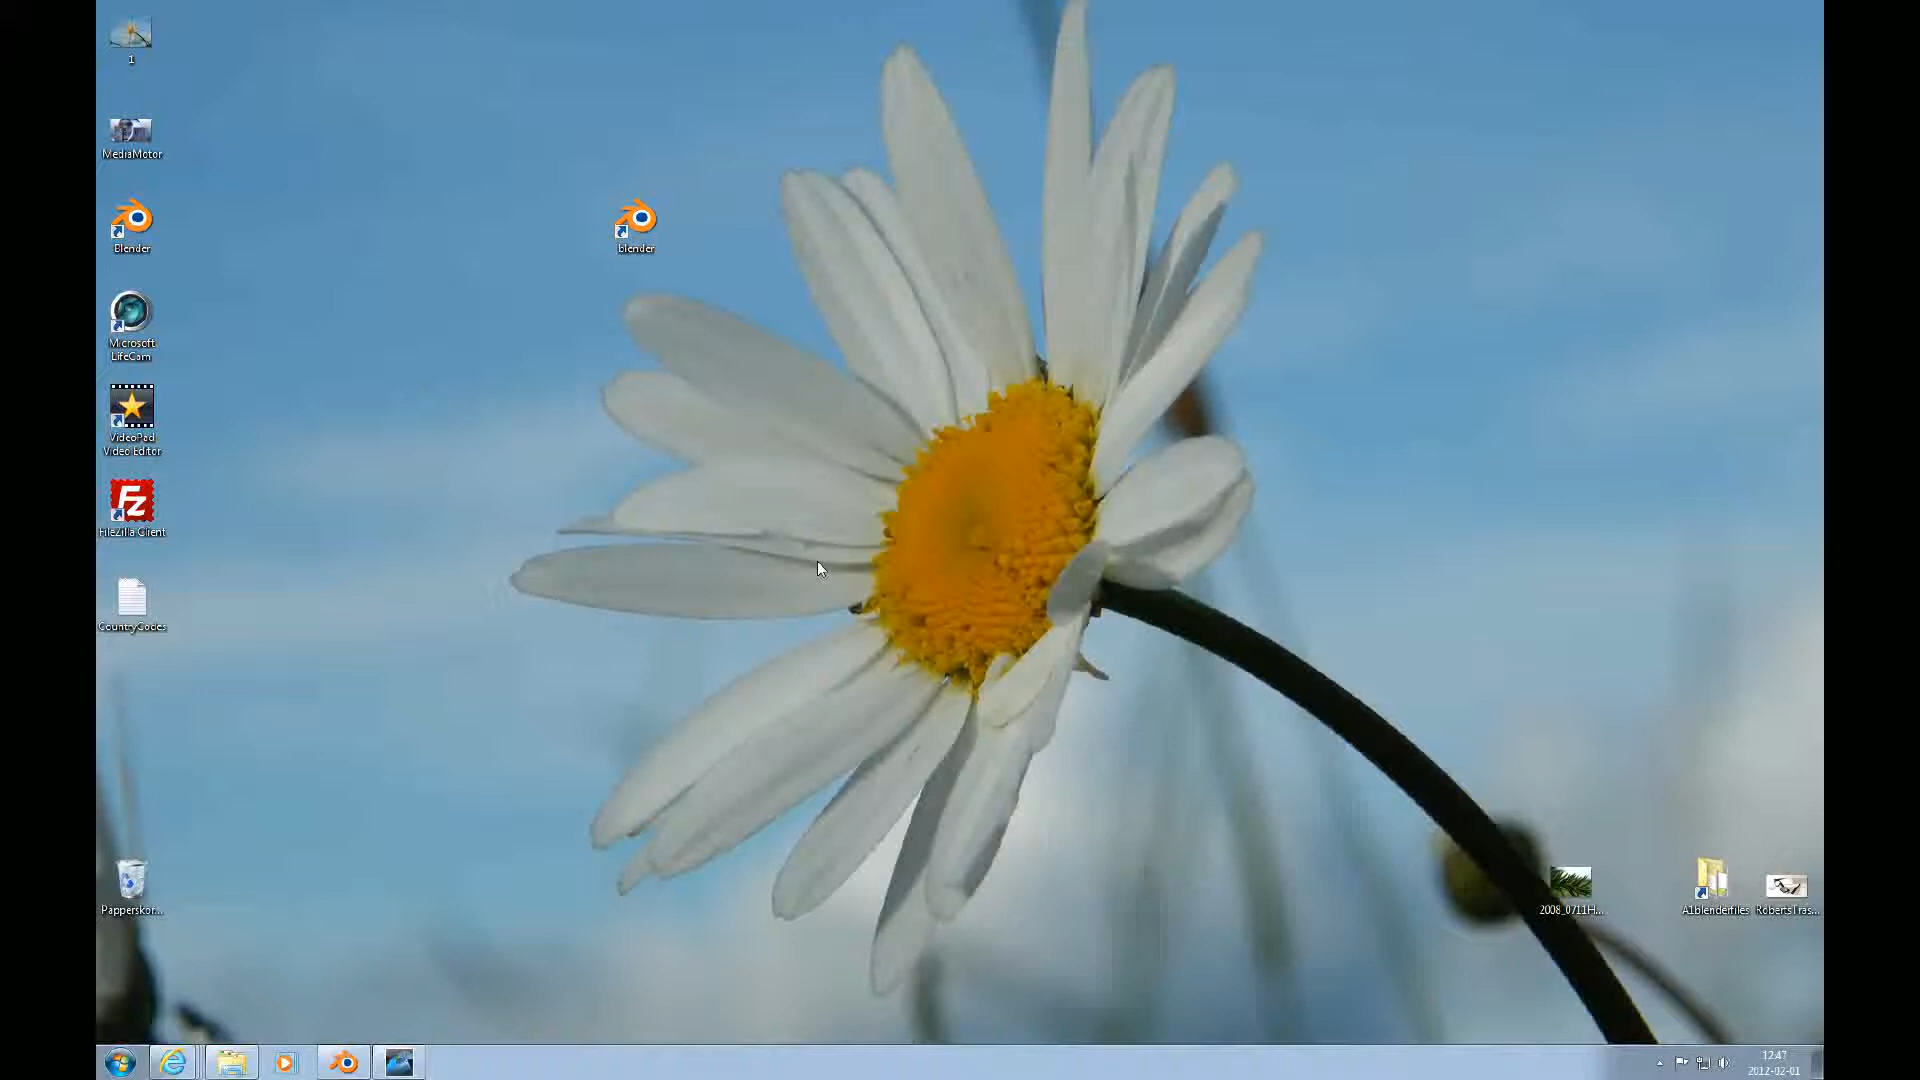 1
MediaMotor
Blender
blender
Microsoft
LifeCam
VideoPad
Video Editor
FileZilla Client
CountryCodes
Papperskor...
2008_0711H...
A1blenderfiles
RobertsTras...
12:47
2012-02-01